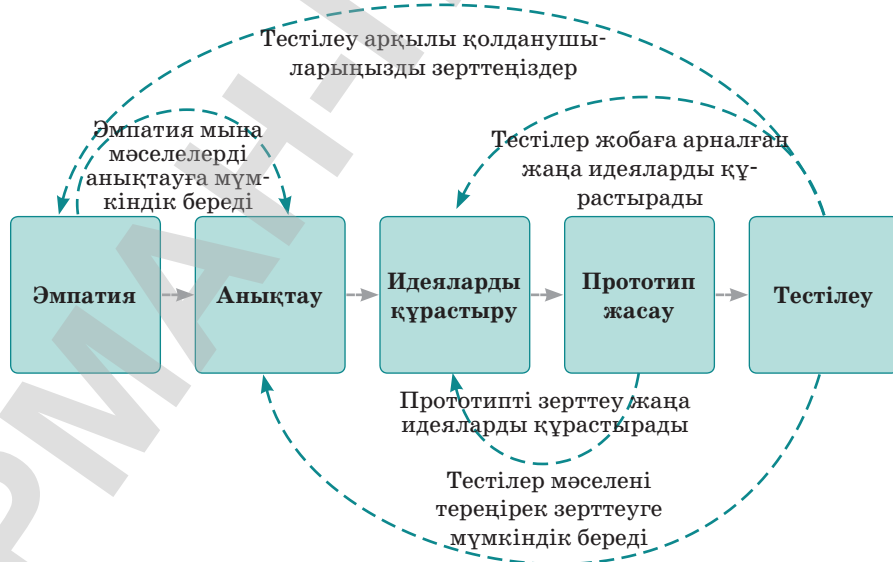 Тестілеу арқылы қолданушы-
ларыңызды зерттеңіздер
Эмпатия мына
мәселелерді
анықтауға мүм-
кіндік береді
Тестілер жобаға арналған
жаңа идеяларды құ-
растырады
Эмпатия
Анықтау
Идеяларды
құрастыру
Прототип
жасау
Тестілеу
Прототипті зерттеу жаңа
идеяларды құрастырады
Тестілер мәселені
тереңірек зерттеуге
мүмкіндік береді